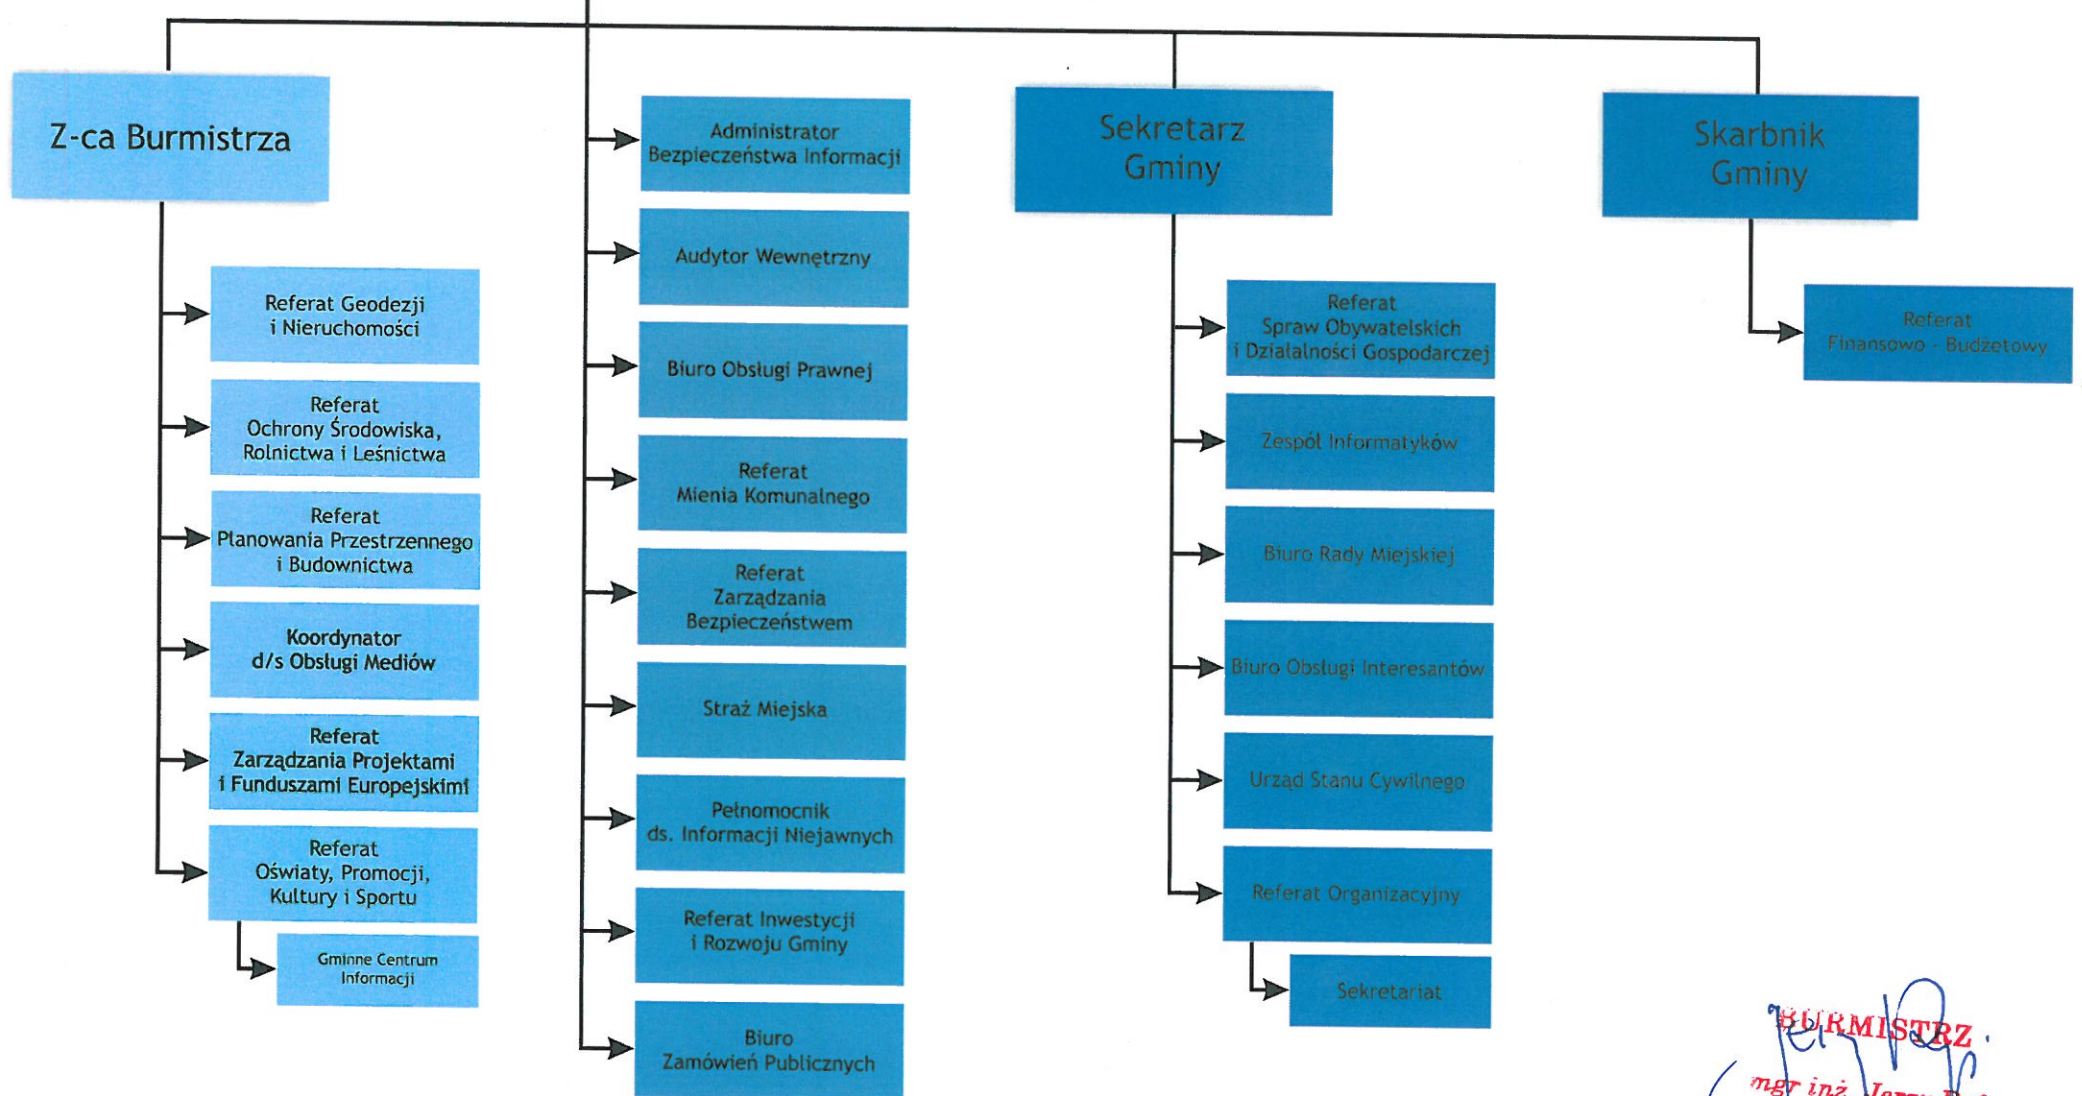 Z-ca Burmistrza
Referat Geodezji
i Nieruchomości
Referat
Ochrony Środowiska,
Rolnictwa i Leśnictwa
Referat
Planowania Przestrzennego
i Budownictwa
Koordynator
d/s Obsługi Mediów
Referat
Zarządzania Projektami
i Funduszami Europejskimi
Referat
Oświaty, Promocji,
Kultury i Sportu
Gminne Centrum
Informacji
Administrator
Bezpieczeństwa Informacji
Audytor Wewnętrzny
Biuro Obsługi Prawnej
Referat
Mienia Komunalnego
Referat
Zarządzania
Bezpieczeństwem
Straż Miejska
Pełnomocnik
ds. Informacji Niejawnych
Referat Inwestycji
i Rozwoju Gminy
Biuro
Zamówień Publicznych
Sekretarz
Gminy
Referat
Spraw Obywatelskich
i Działalności Gospodarczej
Zespół Informatyków
Biuro Rady Miejskiej
Biuro Obsługi Interesantów
Urząd Stanu Cywilnego
Referat Organizacyjny
Sekretariat
Skarbnik
Gminy
Referat
Finansowo - Budżetowy
BURMISTRZ
mgr inż. Jerzy